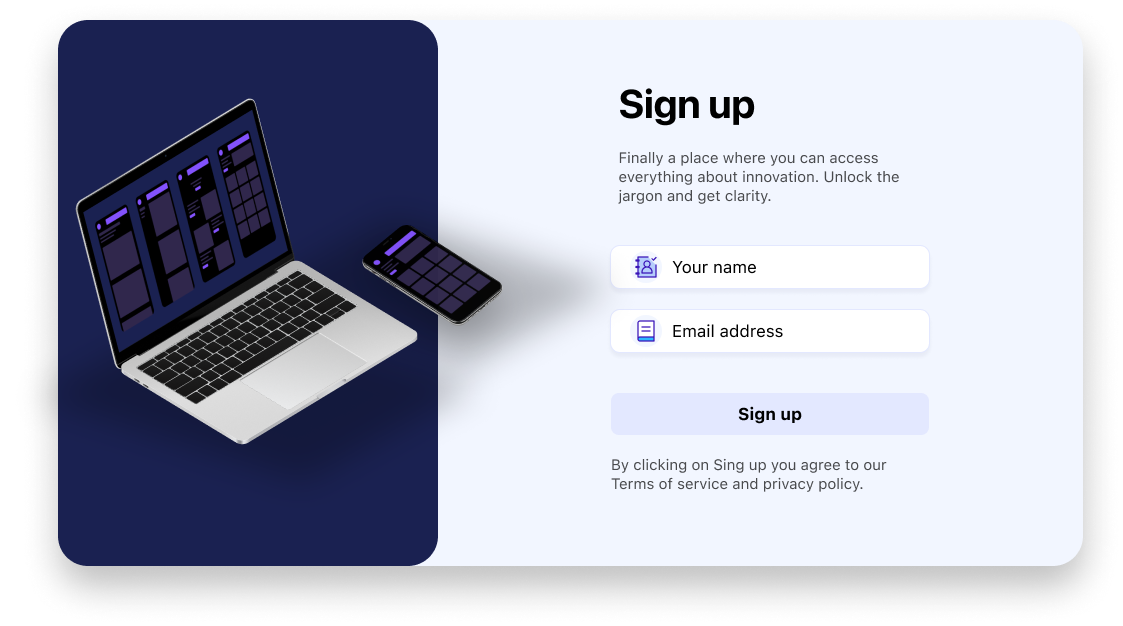 Sign up
Finally a place where you can access
everything about innovation. Unlock the
jargon and get clarity.
Your name
Email address
Sign up
By clicking on Sing up you agree to our
Terms of service and privacy policy.